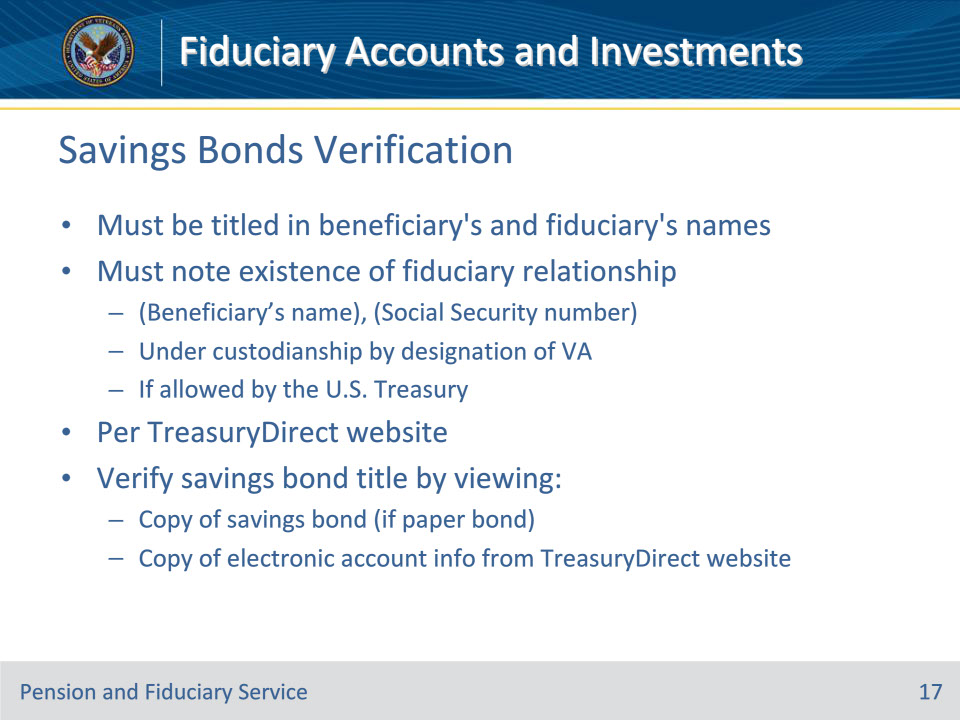 Fiduciary Accounts and Investments
Savings Bonds Verification
• Must be titled in beneficiary's and fiduciary's names
• Must note existence of fiduciary relationship
– (Beneficiary’s name), (Social Security number)
– Under custodianship by designation of VA
– If allowed by the U.S. Treasury
• Per TreasuryDirect website
• Verify savings bond title by viewing:
– Copy of savings bond (if paper bond)
– Copy of electronic account info from TreasuryDirect website
Pension and Fiduciary Service
17